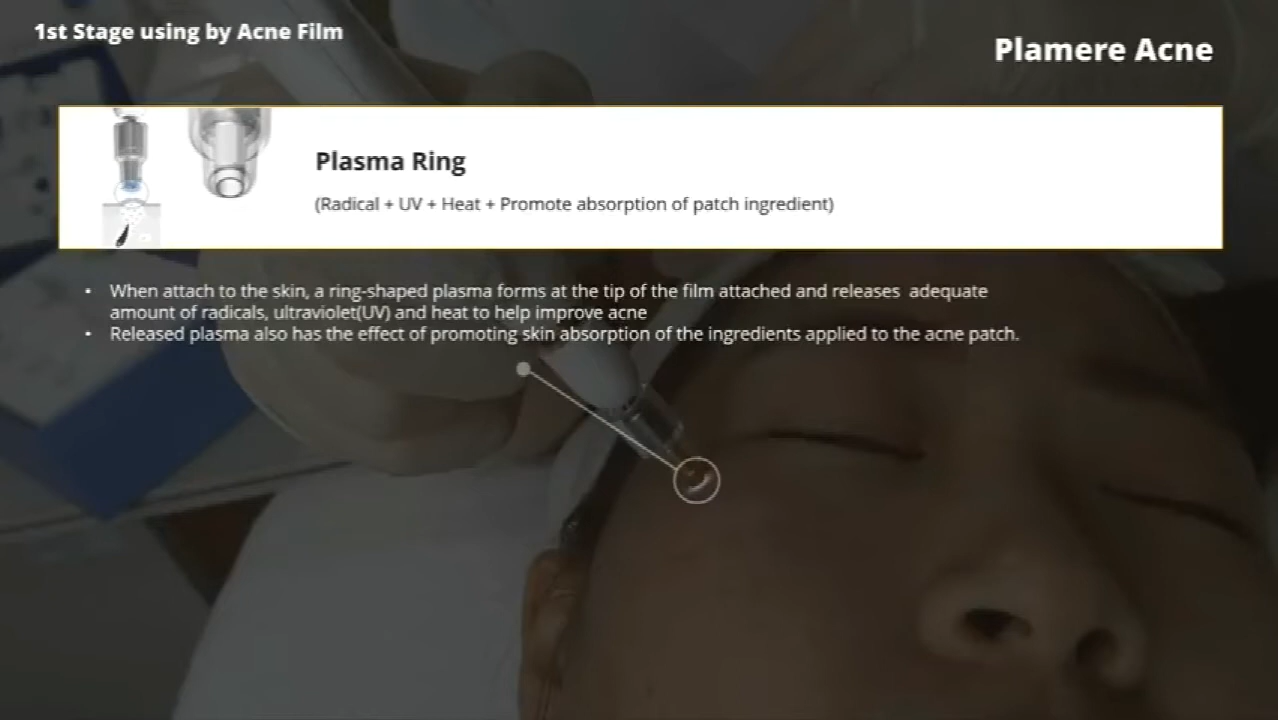 1st Stage using by Acne Film
Plamere Acne
Plasma Ring
(Radical + UV + Heat + Promote absorption of patch ingredient)
• When attach to the skin, a ring-shaped plasma forms at the tip of the film attached and releases adequate
amount of radicals, ultraviolet(UV) and heat to help improve acne
• Released plasma also has the effect of promoting skin absorption of the ingredients applied to the acne patch.